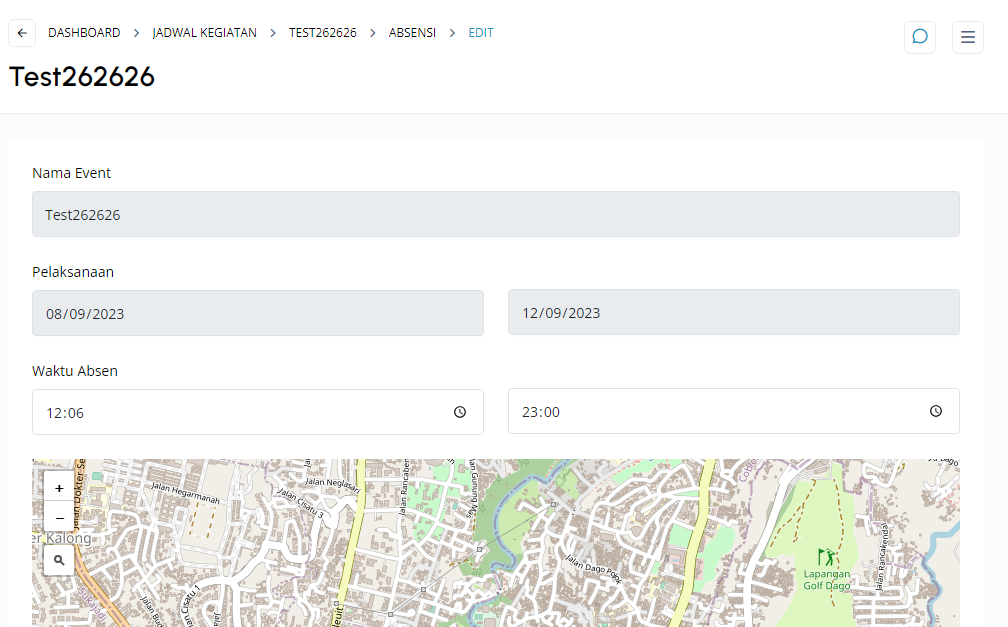 DASHBOARD > JADWAL KEGIATAN > TEST262626 > ABSENSI > EDIT
Test262626
Nama Event
Test262626
Pelaksanaan
08/09/2023
12/09/2023
Waktu Absen
12:06
23:00
+
−
er Kalong
Jalan Hegarmanah
Jalan Neglasari
Jalan Cisatu 3
Jalan Dago Pojok
Lapangan
Golf Dago
Jalan Rancakendal
Sukajadi